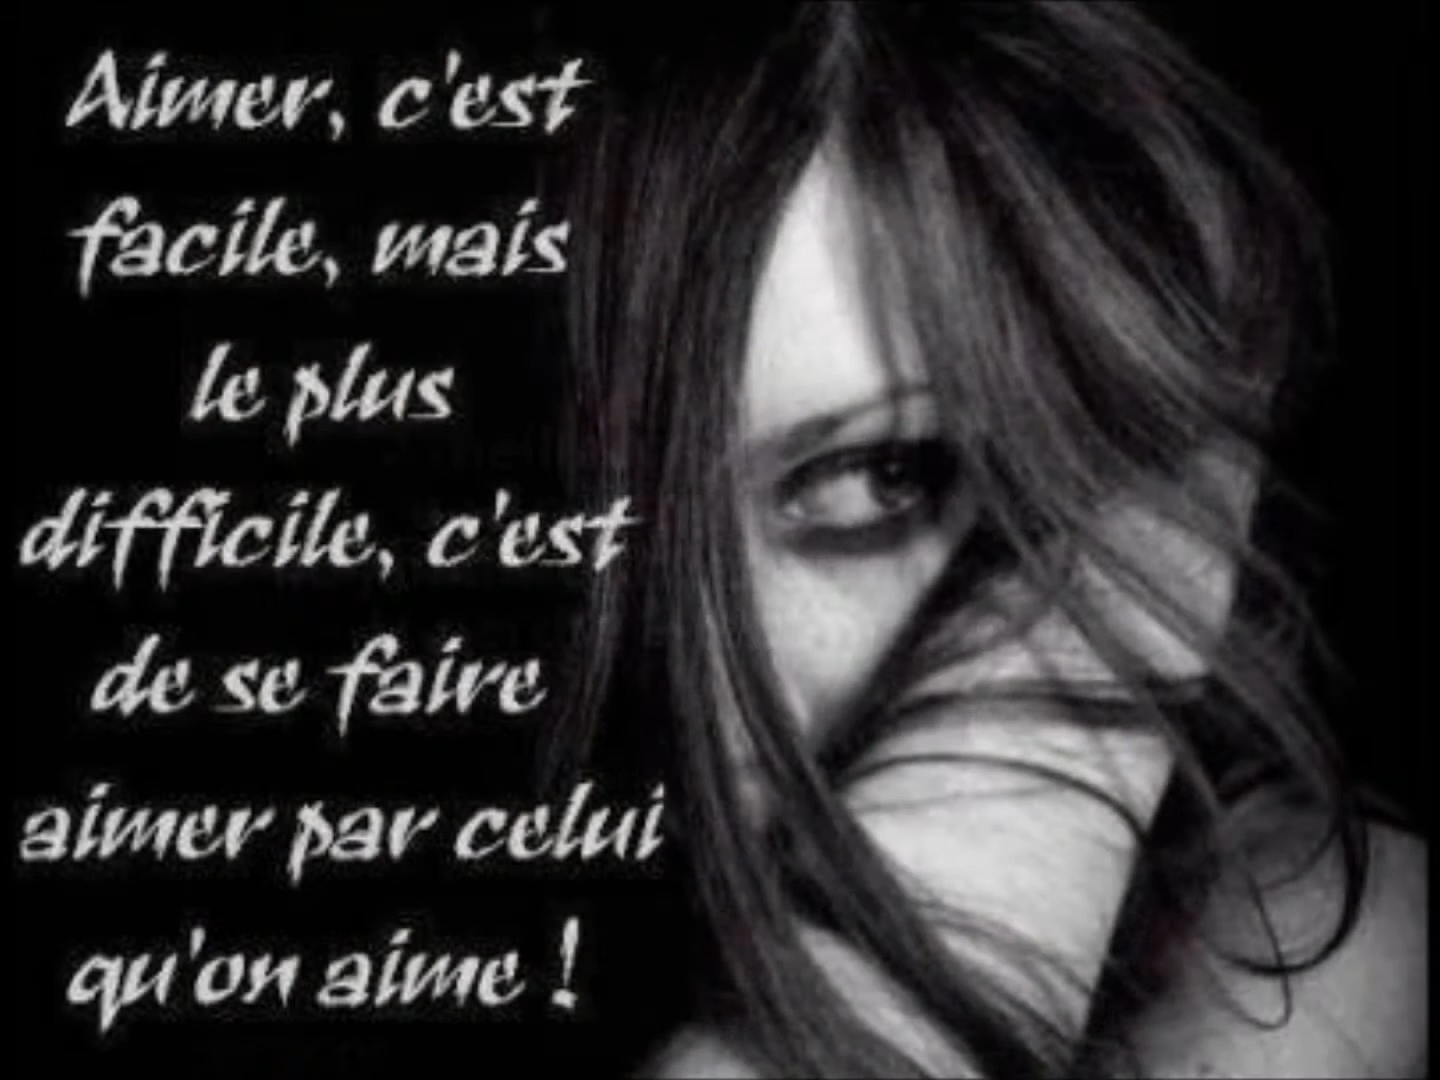 Aimer, c'est
facile, mais
le plus
difficile, c'est
de se faire
aimer par celui
qu'on aime !